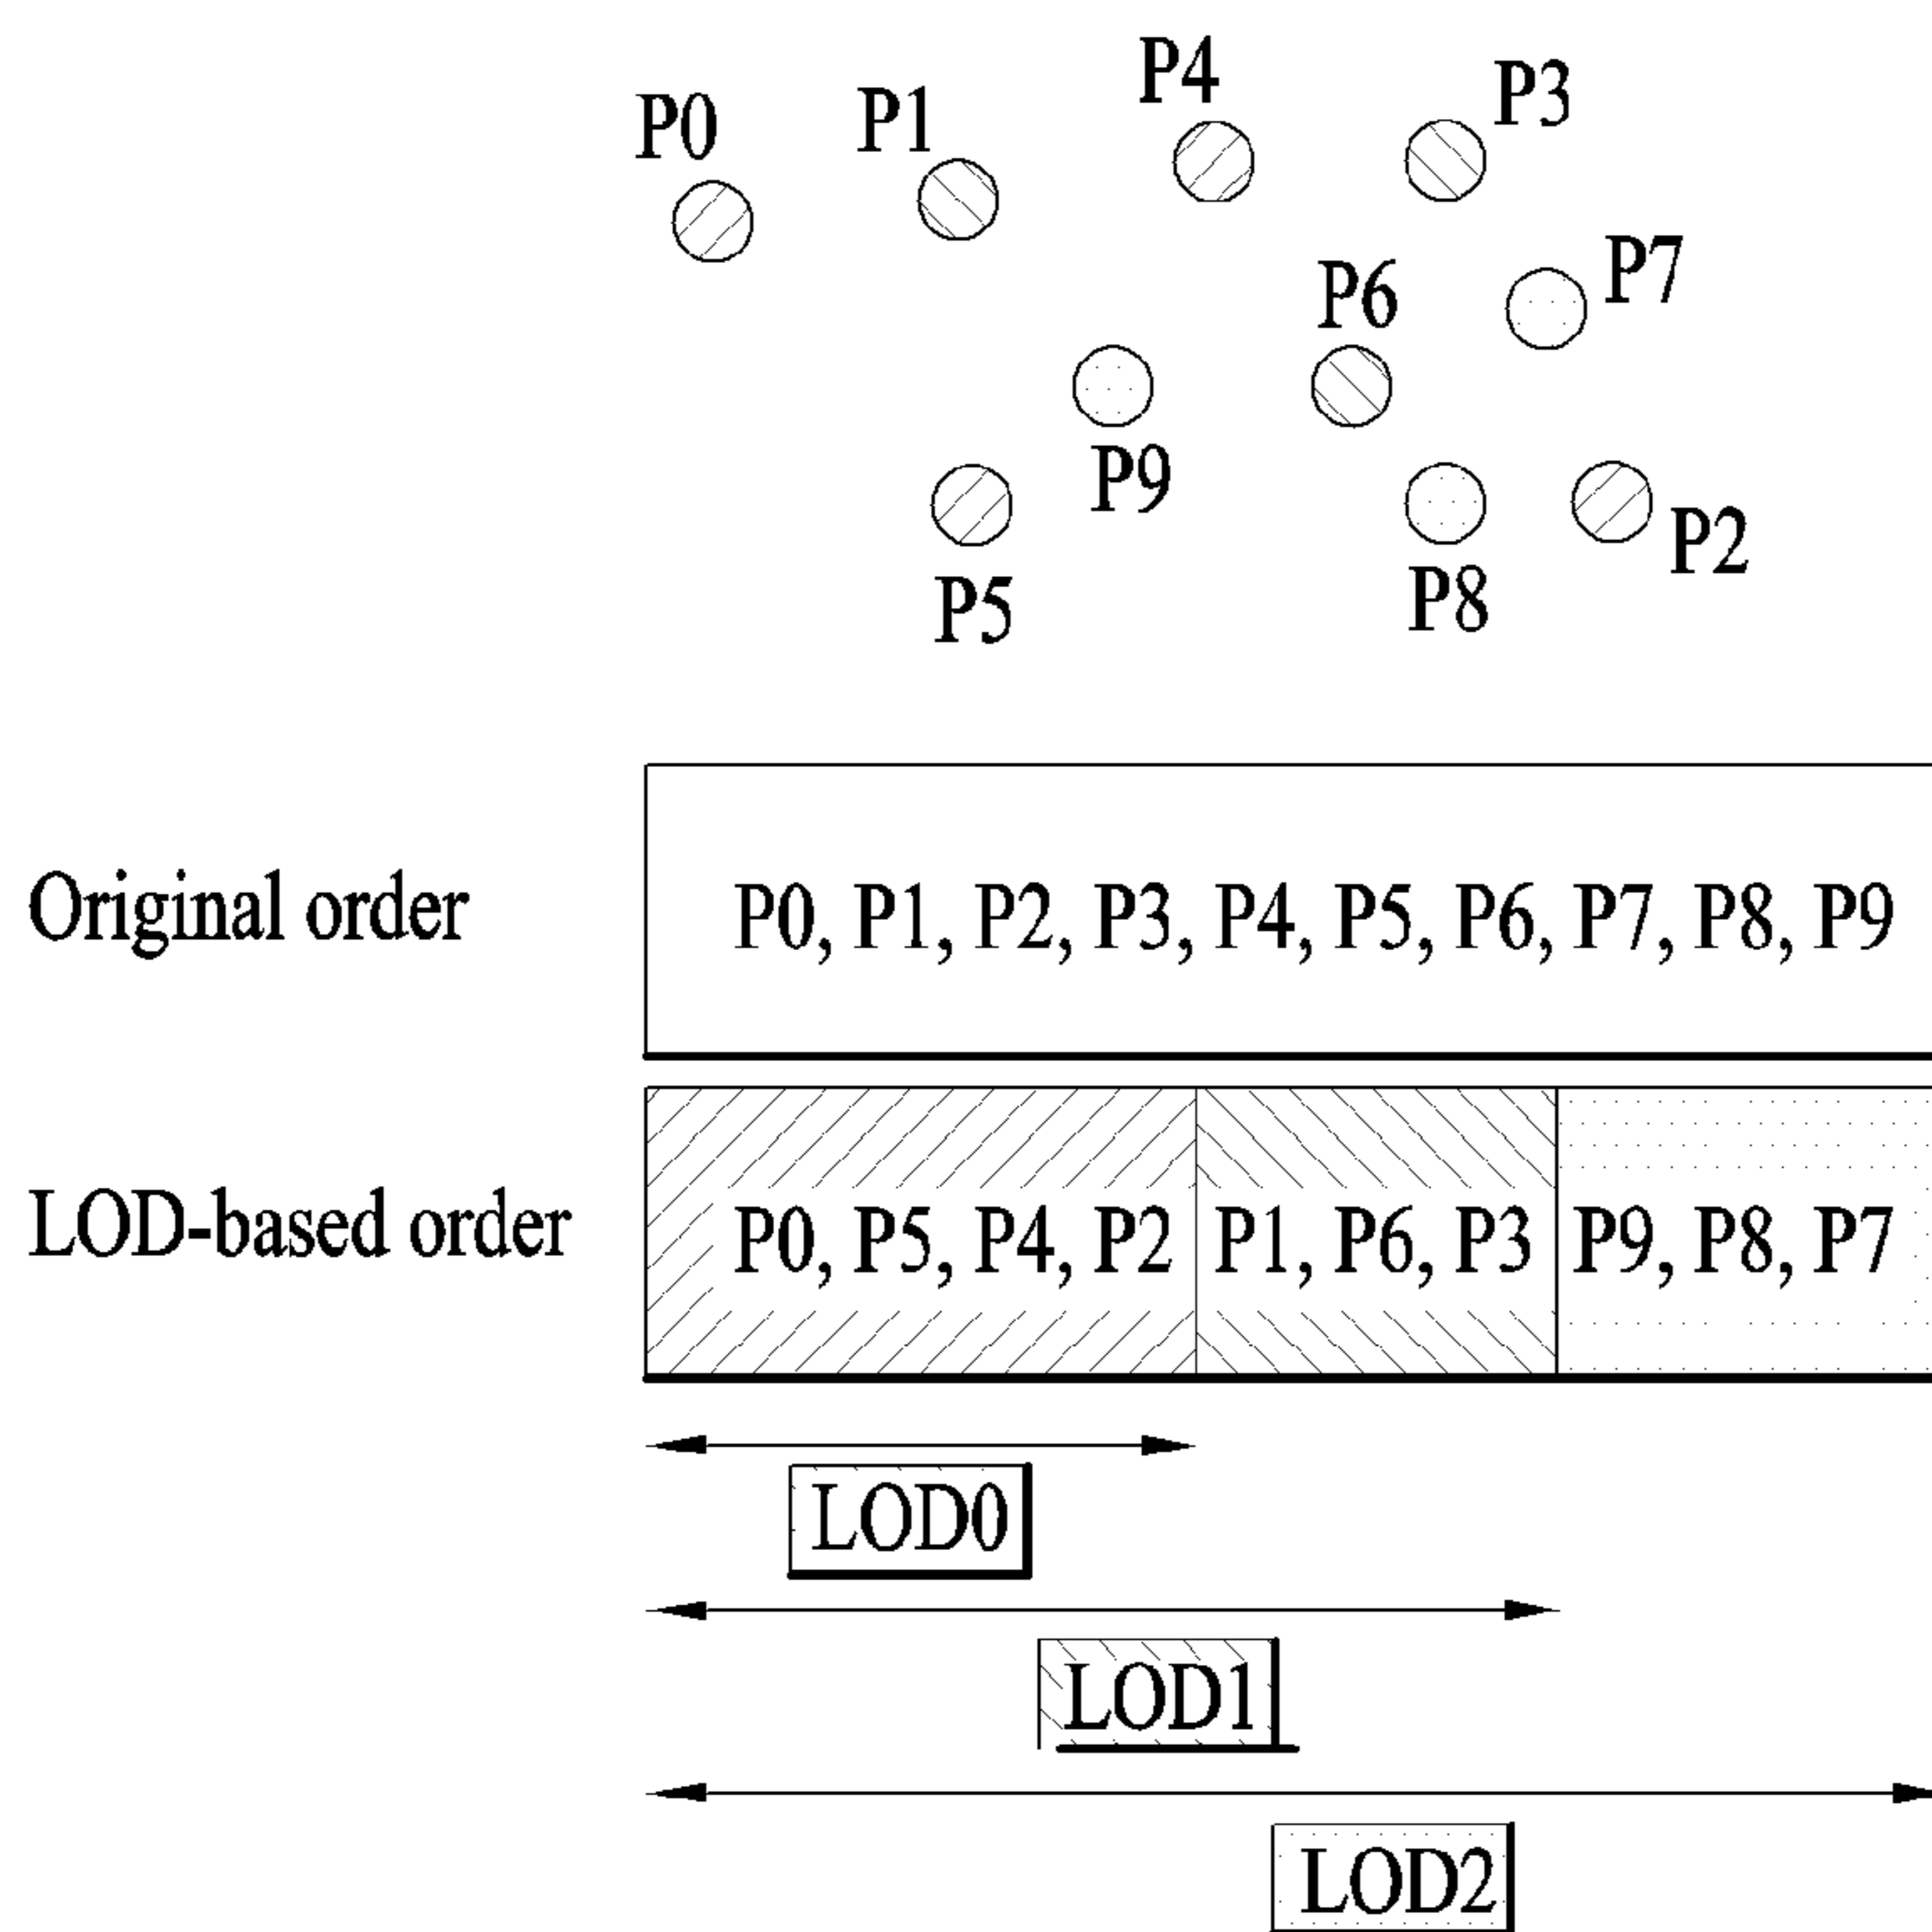 P4
P3
P0
P1
P7
P6
P9
P2
P5
P8
Original order
P0, P1, P2, P3, P4, P5, P6, P7, P8, P9
LOD-based order
P0, P5, P4, P2 P1, P6, P3 P9, P8, P7
LOD0
LOD1
LOD2